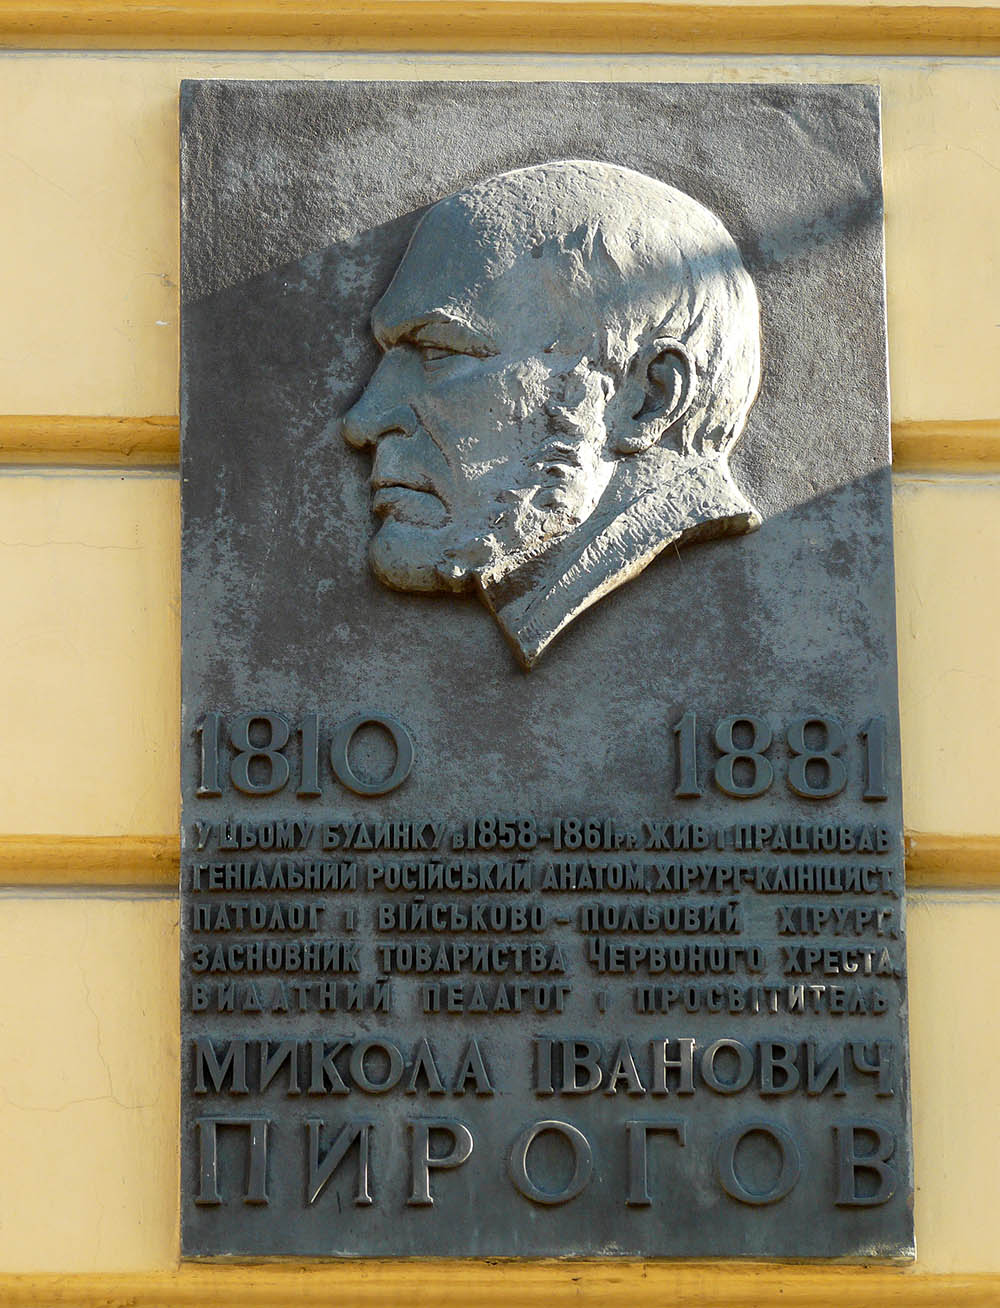 1810 1881
У ЦЬОМУ БУДИНКУ в 1858-1861 рр. ЖИВ І ПРАЦЮВАВ
ГЕНІАЛЬНИЙ РОСІЙСЬКИЙ АНАТОМ, ХІРУРГ-КЛІНІЦИСТ,
ПАТОЛОГ І ВІЙСЬКОВО-ПОЛЬОВИЙ ХІРУРГ,
ЗАСНОВНИК ТОВАРИСТВА ЧЕРВОНОГО ХРЕСТА,
ВИДАТНИЙ ПЕДАГОГ І ПРОСВІТИТЕЛЬ
МИКОЛА ІВАНОВИЧ
ПИРОГОВ